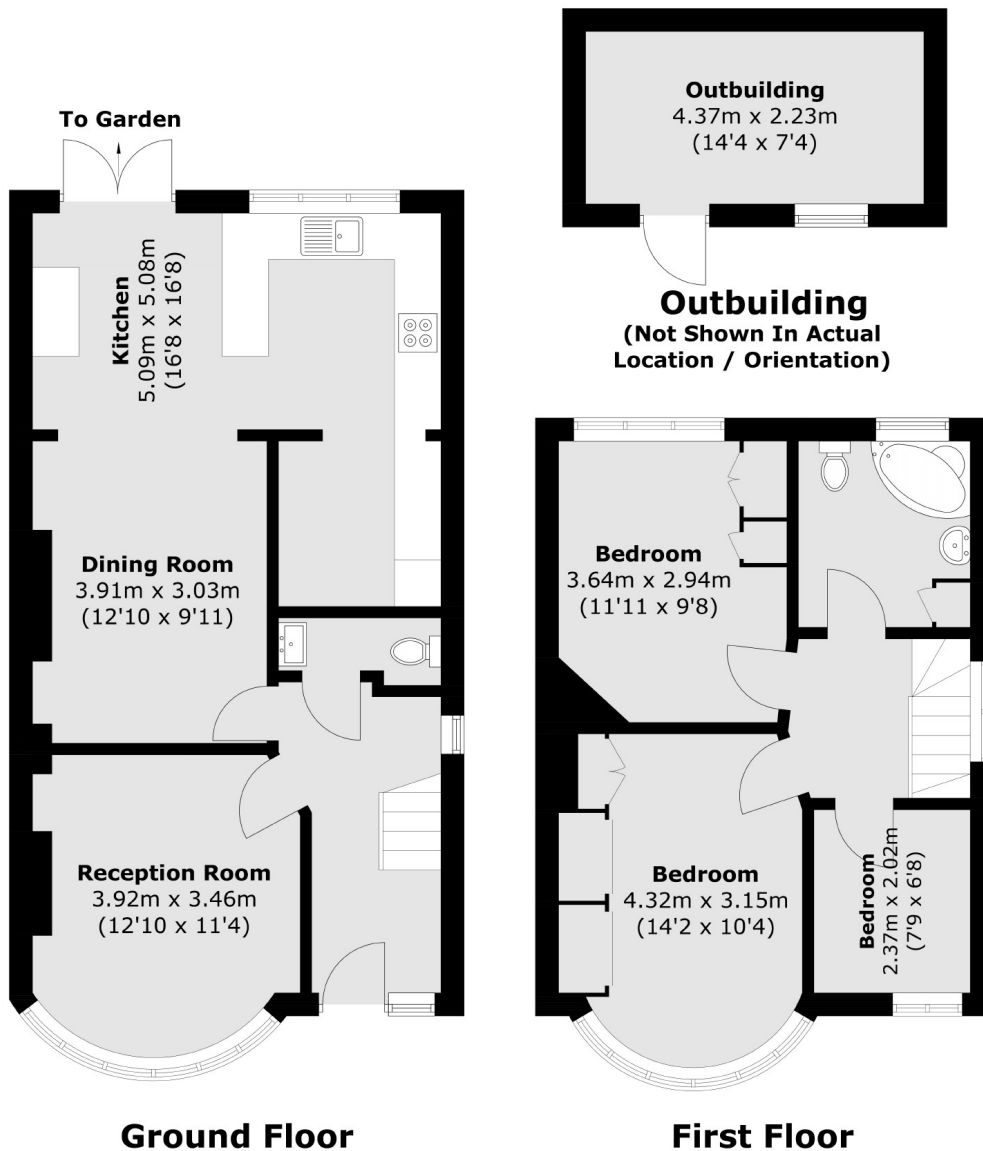 To Garden
Kitchen
5.09m x 5.08m
(16'8 x 16'8)
Dining Room
3.91m x 3.03m
(12'10 x 9'11)
Reception Room
3.92m x 3.46m
(12'10 x 11'4)
Ground Floor
Outbuilding
4.37m x 2.23m
(14'4 x 7'4)
Outbuilding
(Not Shown In Actual
Location / Orientation)
Bedroom
3.64m x 2.94m
(11'11 x 9'8)
Bedroom
4.32m x 3.15m
(14'2 x 10'4)
Bedroom
2.37m x 2.02m
(7'9 x 6'8)
First Floor